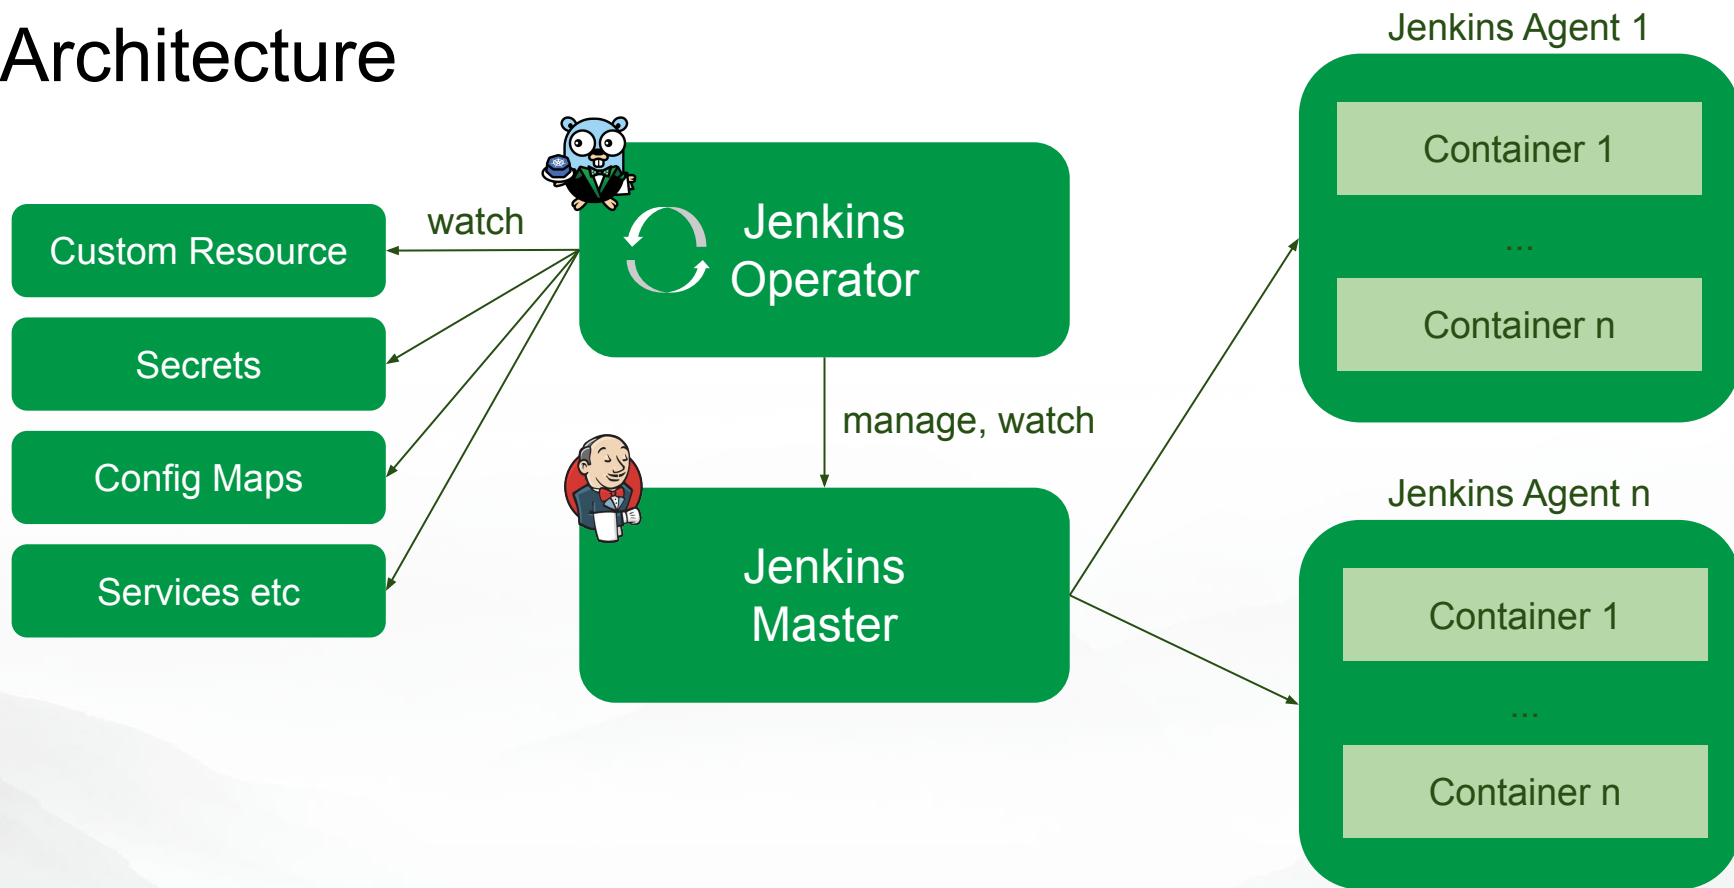 Architecture
Custom Resource
Secrets
Config Maps
Services etc
watch
Jenkins
Operator
manage, watch
Jenkins
Master
Jenkins Agent 1
Container 1
...
Container n
Jenkins Agent n
Container 1
...
Container n